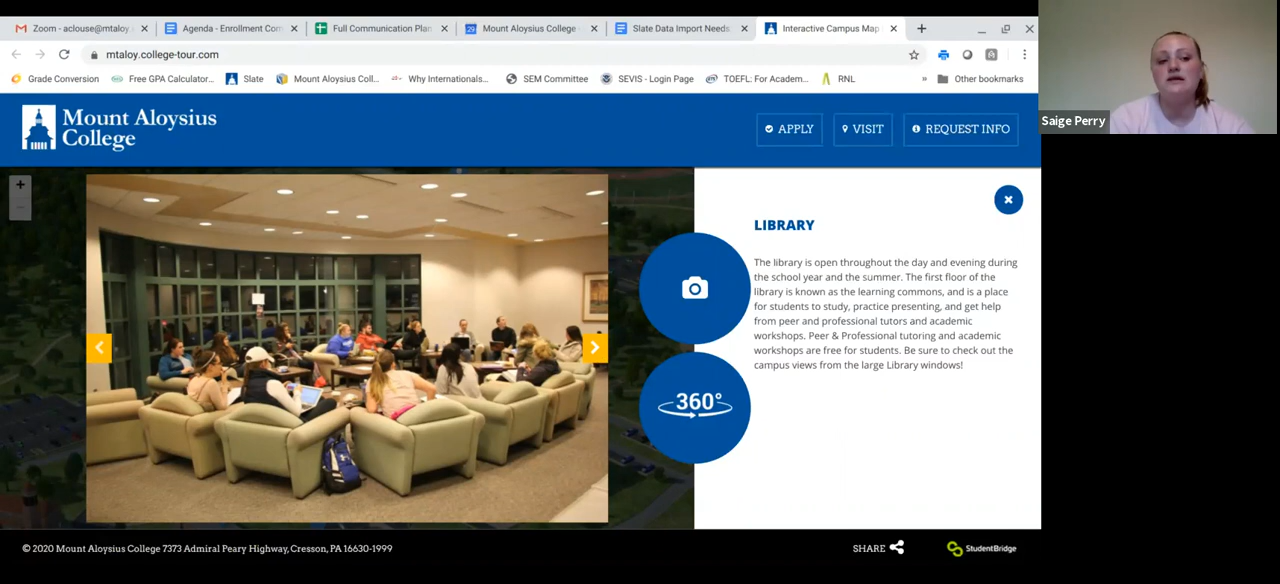 Zoom - aclouse@mtaloy
Agenda - Enrollment Com
Full Communication Plan
Mount Aloysius College
Slate Data Import Needs
Interactive Campus Map
mtaloy.college-tour.com
Grade Conversion
Free GPA Calculator...
Slate
Mount Aloysius Coll...
Why Internationals...
SEM Committee
SEVIS - Login Page
TOEFL: For Academ...
RNL
Other bookmarks
Mount Aloysius
College
APPLY
VISIT
REQUEST INFO
Saige Perry
LIBRARY
The library is open throughout the day and evening during
the school year and the summer. The first floor of the
library is known as the learning commons, and is a place
for students to study, practice presenting, and get help
from peer and professional tutors and academic
workshops. Peer & Professional tutoring and academic
workshops are free for students. Be sure to check out the
campus views from the large Library windows!
360°
© 2020 Mount Aloysius College 7373 Admiral Peary Highway, Cresson, PA 16630-1999
SHARE
StudentBridge